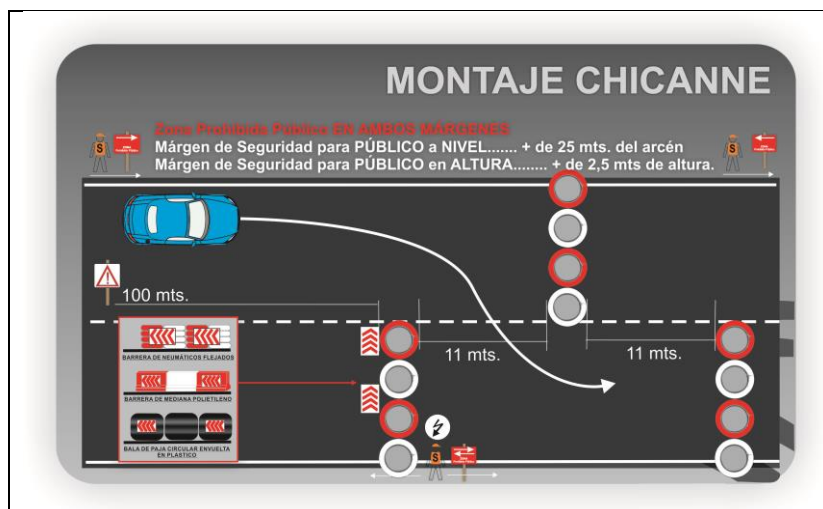 MONTAJE CHICANNE
Zona Prohibida Público EN AMBOS MÁRGENES
Márgen de Seguridad para PÚBLICO a NIVEL....... + de 25 mts. del arcén
Márgen de Seguridad para PÚBLICO en ALTURA........ + de 2,5 mts de altura.
S
S
100 mts.
11 mts.
11 mts.
BARRERA DE NEUMÁTICOS FLEJADOS
BARRERA DE MEDIANA POLIETILENO
BALA DE PAJA CIRCULAR ENVUELTA
EN PLASTICO
S